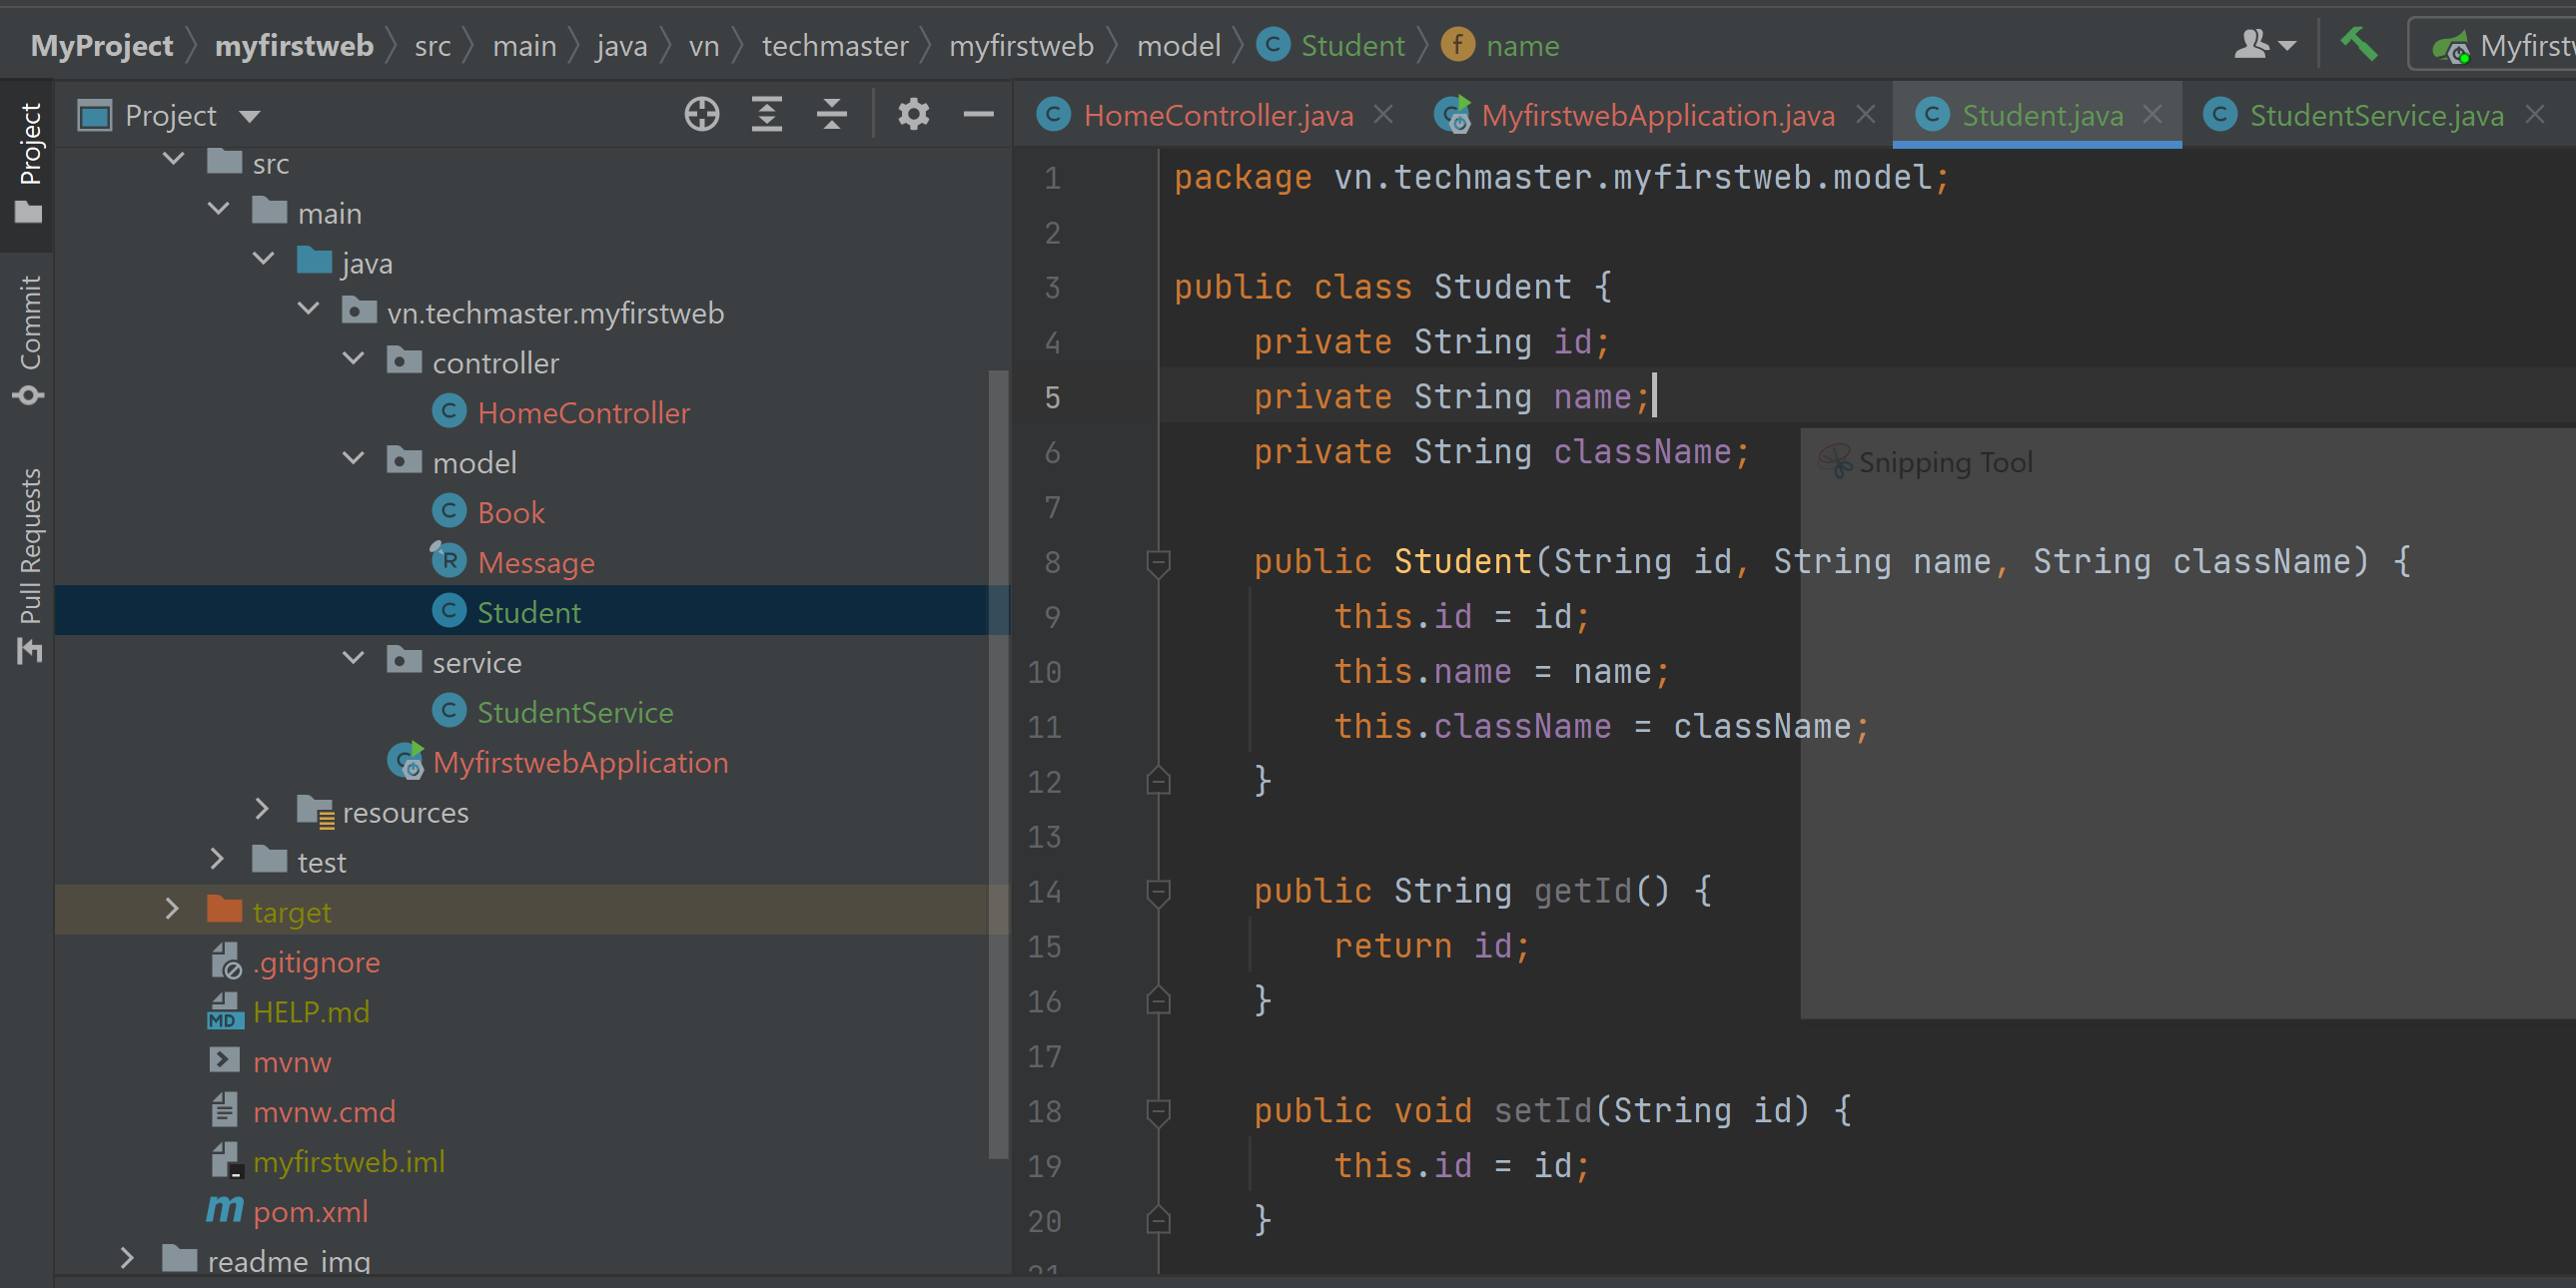 MyProject myfirstweb src main java vn techmaster myfirstweb model Student name Myfirstw
Project
HomeController.java MyfirstwebApplication.java Student.java StudentService.java
Project
Commit
Pull Requests
src
main
java
vn.techmaster.myfirstweb
controller
HomeController
model
Book
Message
Student
service
StudentService
MyfirstwebApplication
resources
test
target
.gitignore
HELP.md
mvnw
mvnw.cmd
myfirstweb.iml
pom.xml
readme_img
1 package vn.techmaster.myfirstweb.model;
2
3 public class Student {
4 private String id;
5 private String name;
6 private String className;
Snipping Tool
7
8 public Student(String id, String name, String className) {
9 this.id = id;
10 this.name = name;
11 this.className = className;
12 }
13
14 public String getId() {
15 return id;
16 }
17
18 public void setId(String id) {
19 this.id = id;
20 }
21